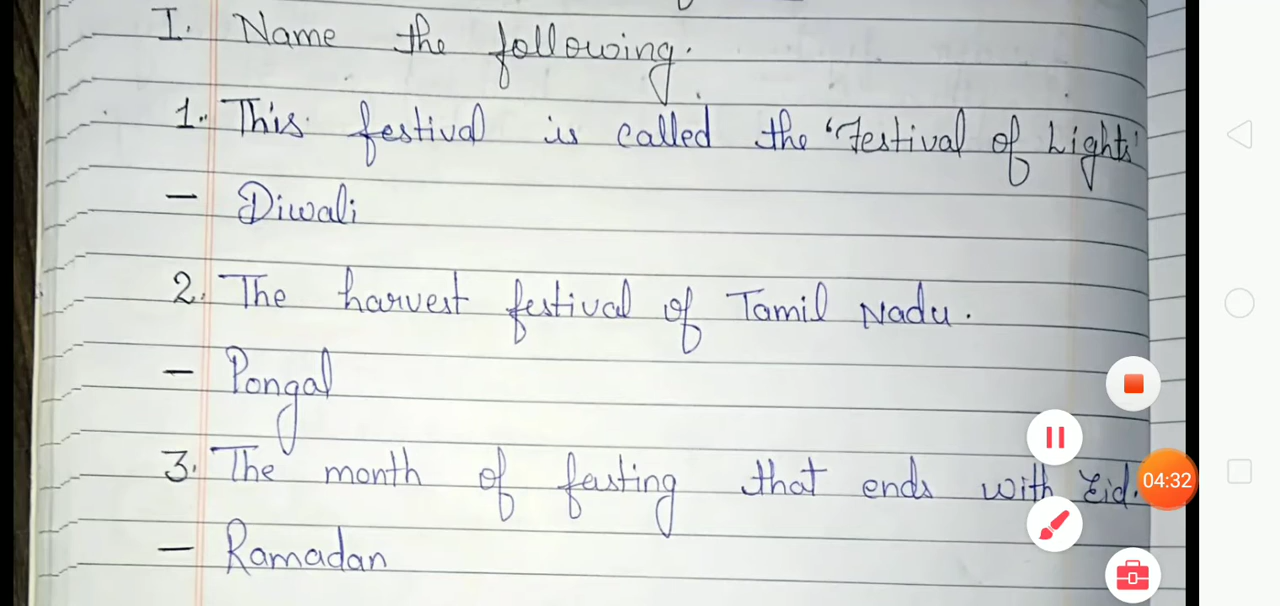 I. Name the following.
1. This festival is called the 'Festival of Lights'
- Diwali
2. The harvest festival of Tamil Nadu.
- Pongal
3. The month of fasting that ends with Eid.
- Ramadan
04:32